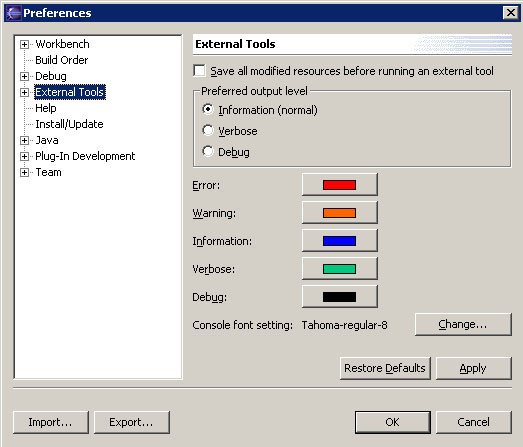 Preferences
Workbench
Build Order
Debug
External Tools
Help
Install/Update
Java
Plug-In Development
Team
External Tools
Save all modified resources before running an external tool
Preferred output level
Information (normal)
Verbose
Debug
Error:
Warning:
Information:
Verbose:
Debug:
Console font setting: Tahoma-regular-8 Change...
Restore Defaults Apply
Import... Export... OK Cancel